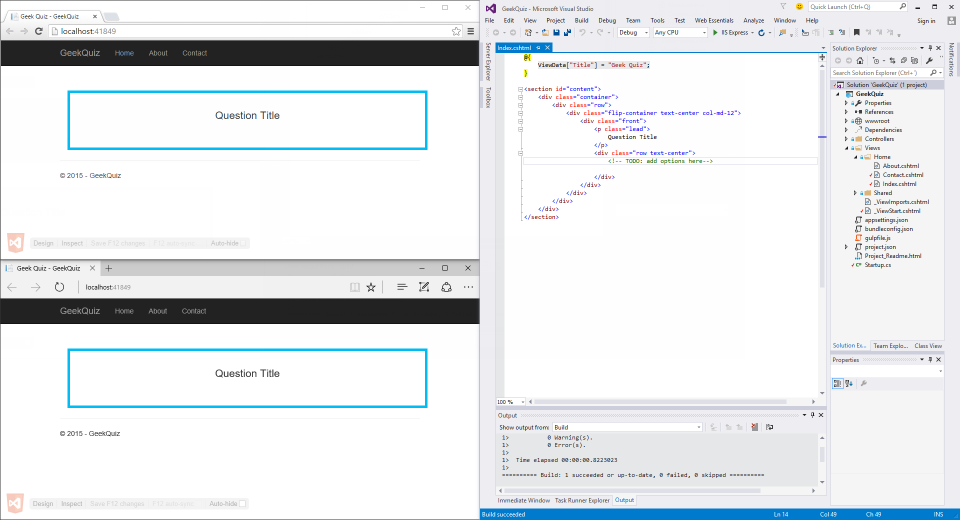 Geek Quiz - GeekQuiz
localhost:41849
GeekQuiz Home About Contact
Question Title
© 2015 - GeekQuiz
Design Inspect Save F12 changes F12 auto-sync Auto-hide
Geek Quiz - GeekQuiz
localhost:41849
GeekQuiz Home About Contact
Question Title
© 2015 - GeekQuiz
Design Inspect Save F12 changes F12 auto-sync Auto-hide
GeekQuiz - Microsoft Visual Studio
Quick Launch (Ctrl+Q)
File Edit View Project Build Debug Team Tools Test Web Essentials Analyze Window Help
Sign in
Debug Any CPU IIS Express
Server Explorer
Toolbox
Index.cshtml
@{
ViewData["Title"] = "Geek Quiz";
}
<section id="content">
<div class="container">
<div class="row">
<div class="flip-container text-center col-md-12">
<div class="front">
<p class="lead">
Question Title
</p>
<div class="row text-center">
<!-- TODO: add options here-->
</div>
</div>
</div>
</div>
</div>
</section>
100 %
Output
Show output from: Build
1> 0 Warning(s).
1> 0 Error(s).
1>
1> Time elapsed 00:00:00.8223023
1>
========== Build: 1 succeeded or up-to-date, 0 failed, 0 skipped ==========
Immediate Window Task Runner Explorer Output
Solution Explorer
Search Solution Explorer (Ctrl+')
Solution 'GeekQuiz' (1 project)
GeekQuiz
Properties
References
wwwroot
Dependencies
Controllers
Views
Home
About.cshtml
Contact.cshtml
Index.cshtml
Shared
_ViewImports.cshtml
_ViewStart.cshtml
appsettings.json
bundleconfig.json
gulpfile.js
project.json
Project_Readme.html
Startup.cs
Solution Ex... Team Explo... Class View
Properties
Notifications
Build succeeded Ln 14 Col 49 Ch 49 INS